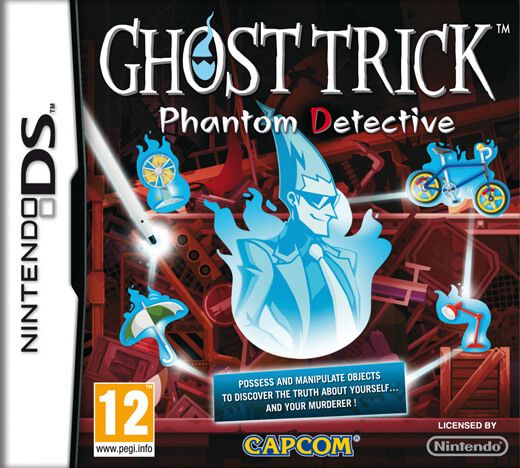 GHOST TRICK™
Phantom Detective
NINTENDO DS™
POSSESS AND MANIPULATE OBJECTS
TO DISCOVER THE TRUTH ABOUT YOURSELF...
AND YOUR MURDERER !
12™
www.pegi.info
CAPCOM®
LICENSED BY
Nintendo®